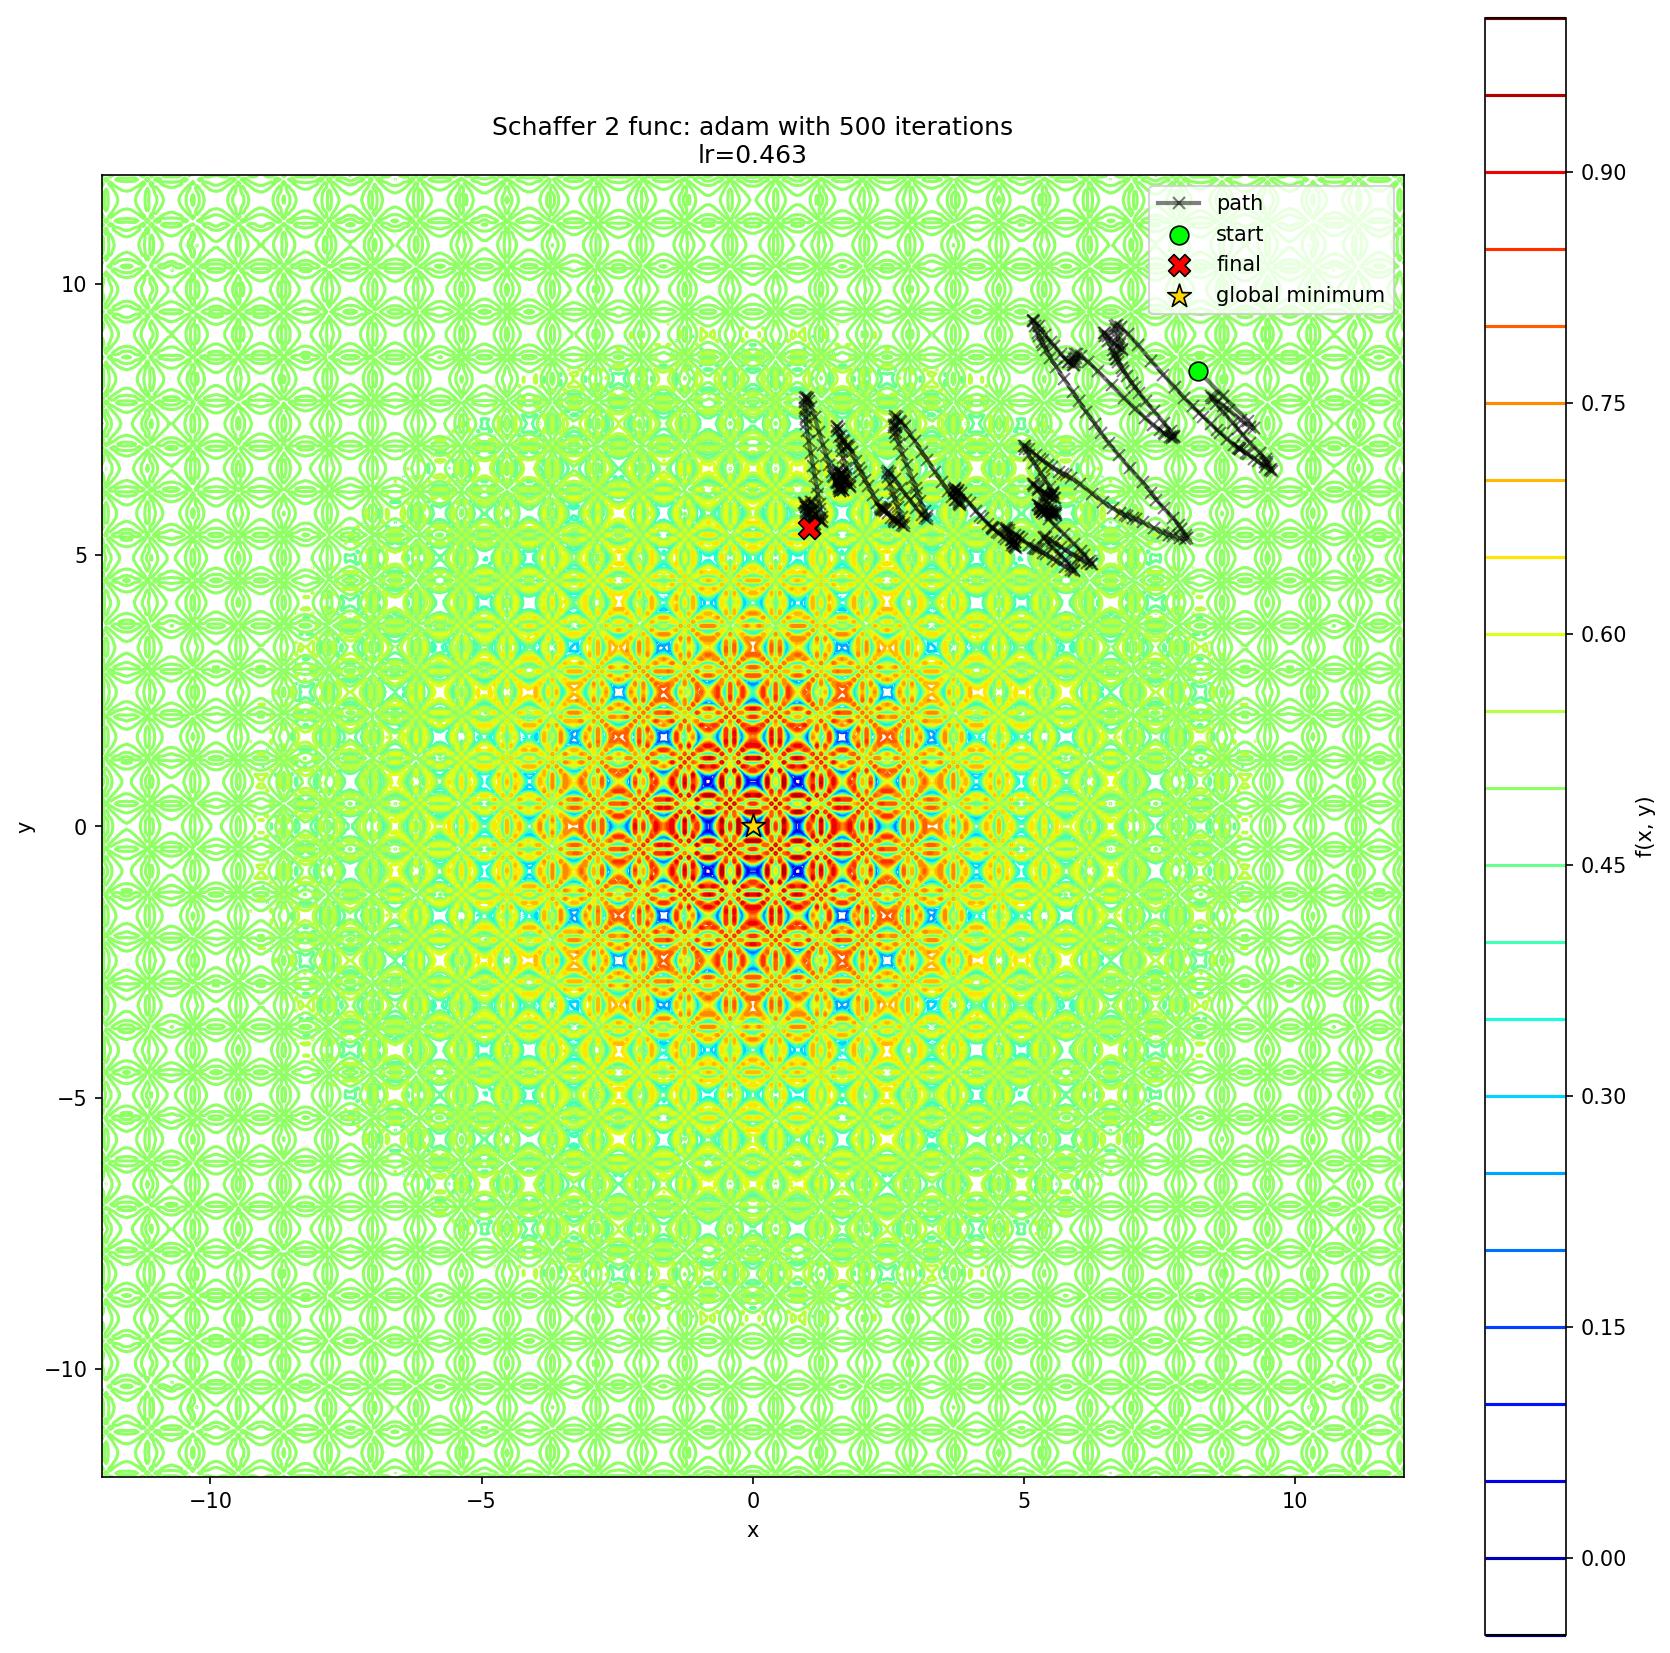 Schaffer 2 func: adam with 500 iterations
lr=0.463
path
start
final
global minimum
10
5
0
−5
−10
y
−10
−5
0
5
10
x
0.90
0.75
0.60
0.45
0.30
0.15
0.00
f(x, y)